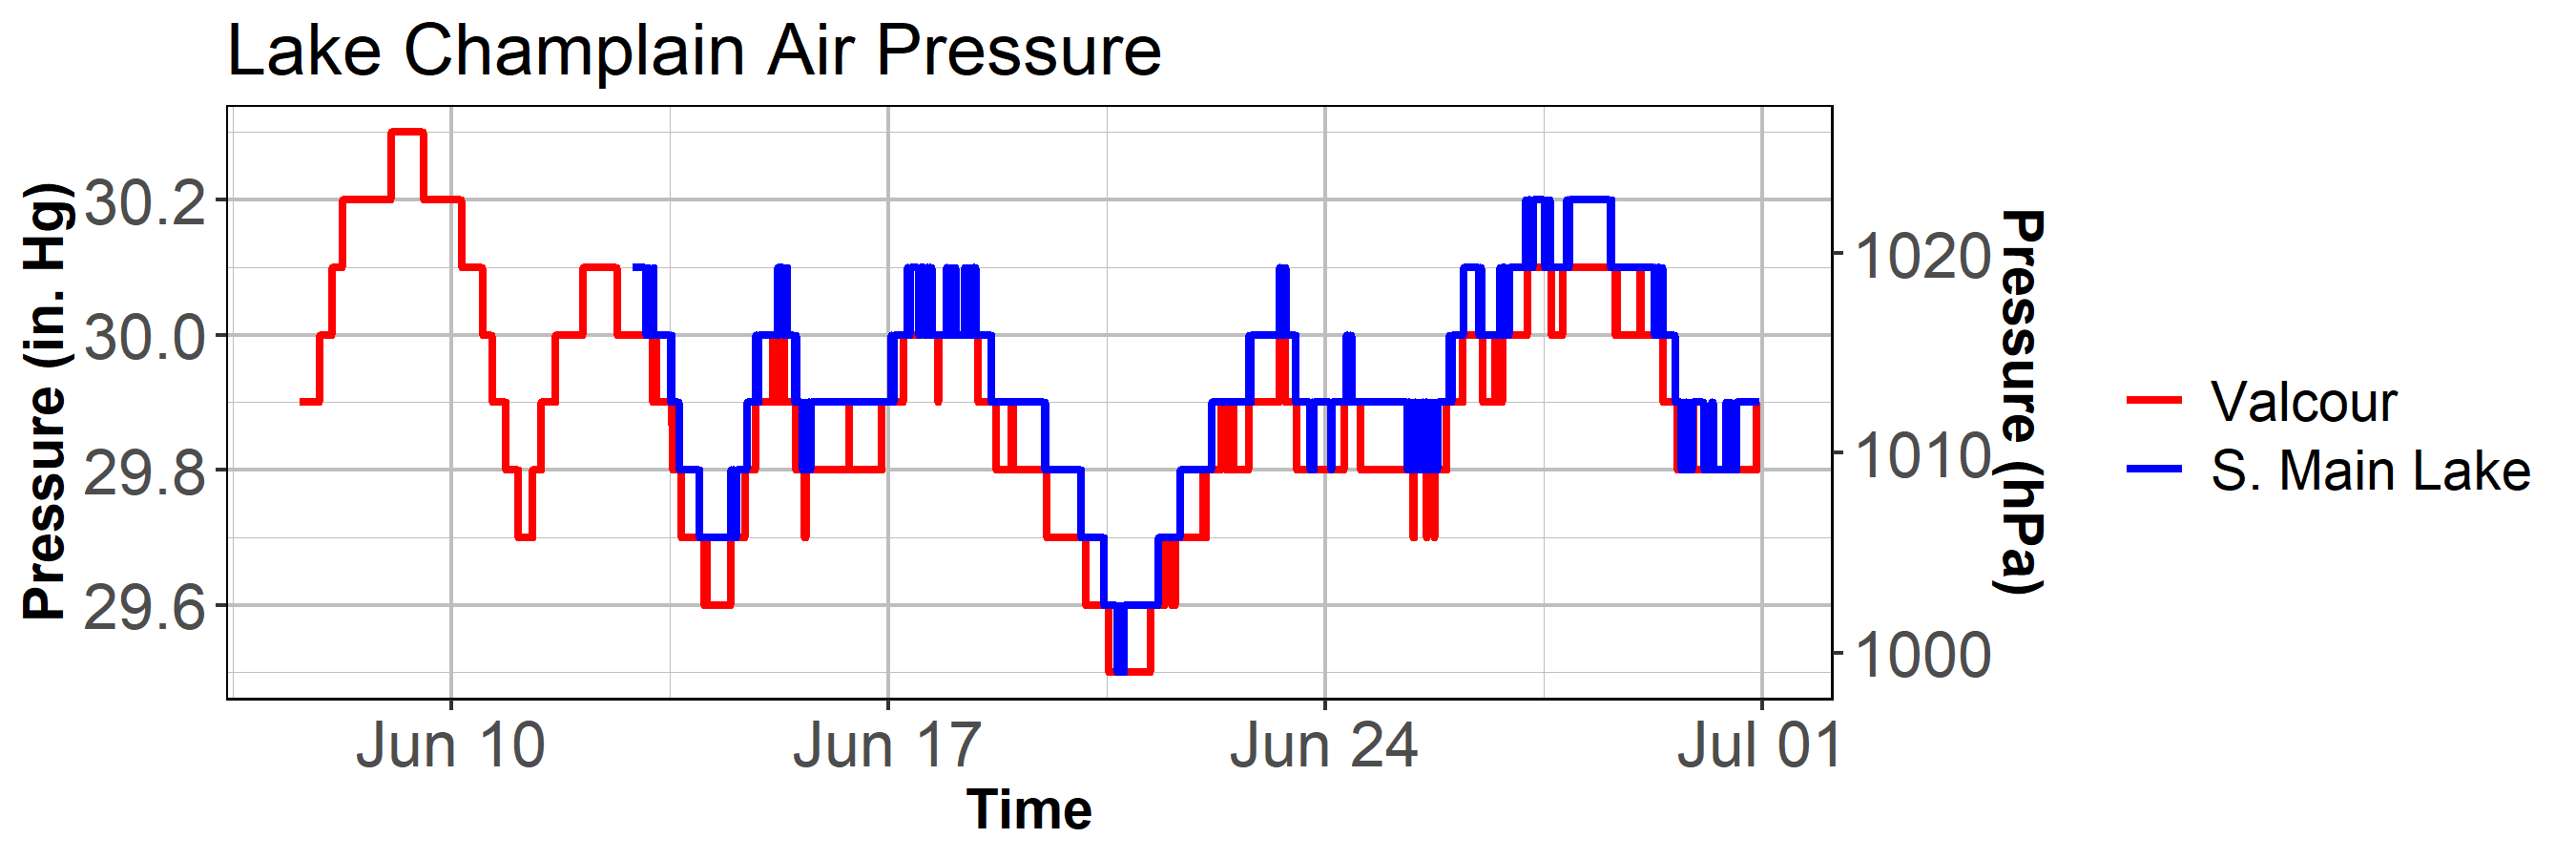 Lake Champlain Air Pressure
Pressure (in. Hg)
30.2
30.0
29.8
29.6
1020
1010
1000
Pressure (hPa)
Jun 10
Jun 17
Jun 24
Jul 01
Time
Valcour
S. Main Lake